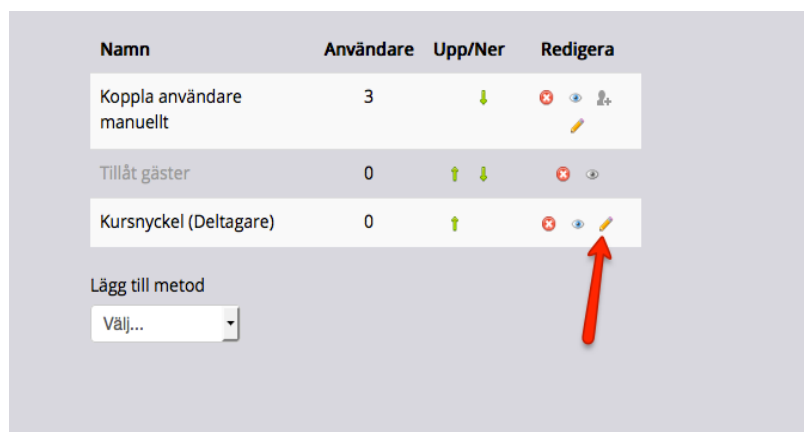 Namn Användare Upp/Ner Redigera
Koppla användare 3
manuellt
Tillåt gäster 0
Kursnyckel (Deltagare) 0
Lägg till metod
Välj...